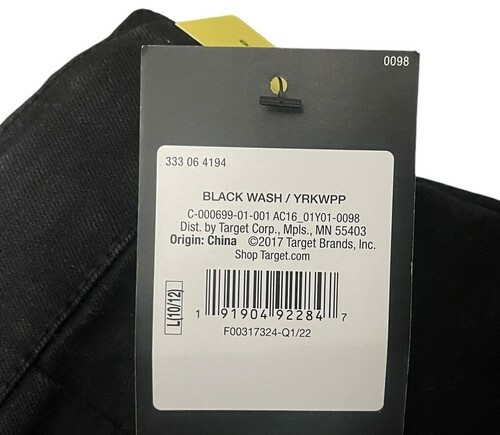 0098
333 06 4194
BLACK WASH / YRKWPP
C-000699-01-001 AC16_01Y01-0098
Dist. by Target Corp., Mpls., MN 55403
Origin: China ©2017 Target Brands, Inc.
Shop Target.com
L(10/12)
1 91904 92284 7
F00317324-Q1/22